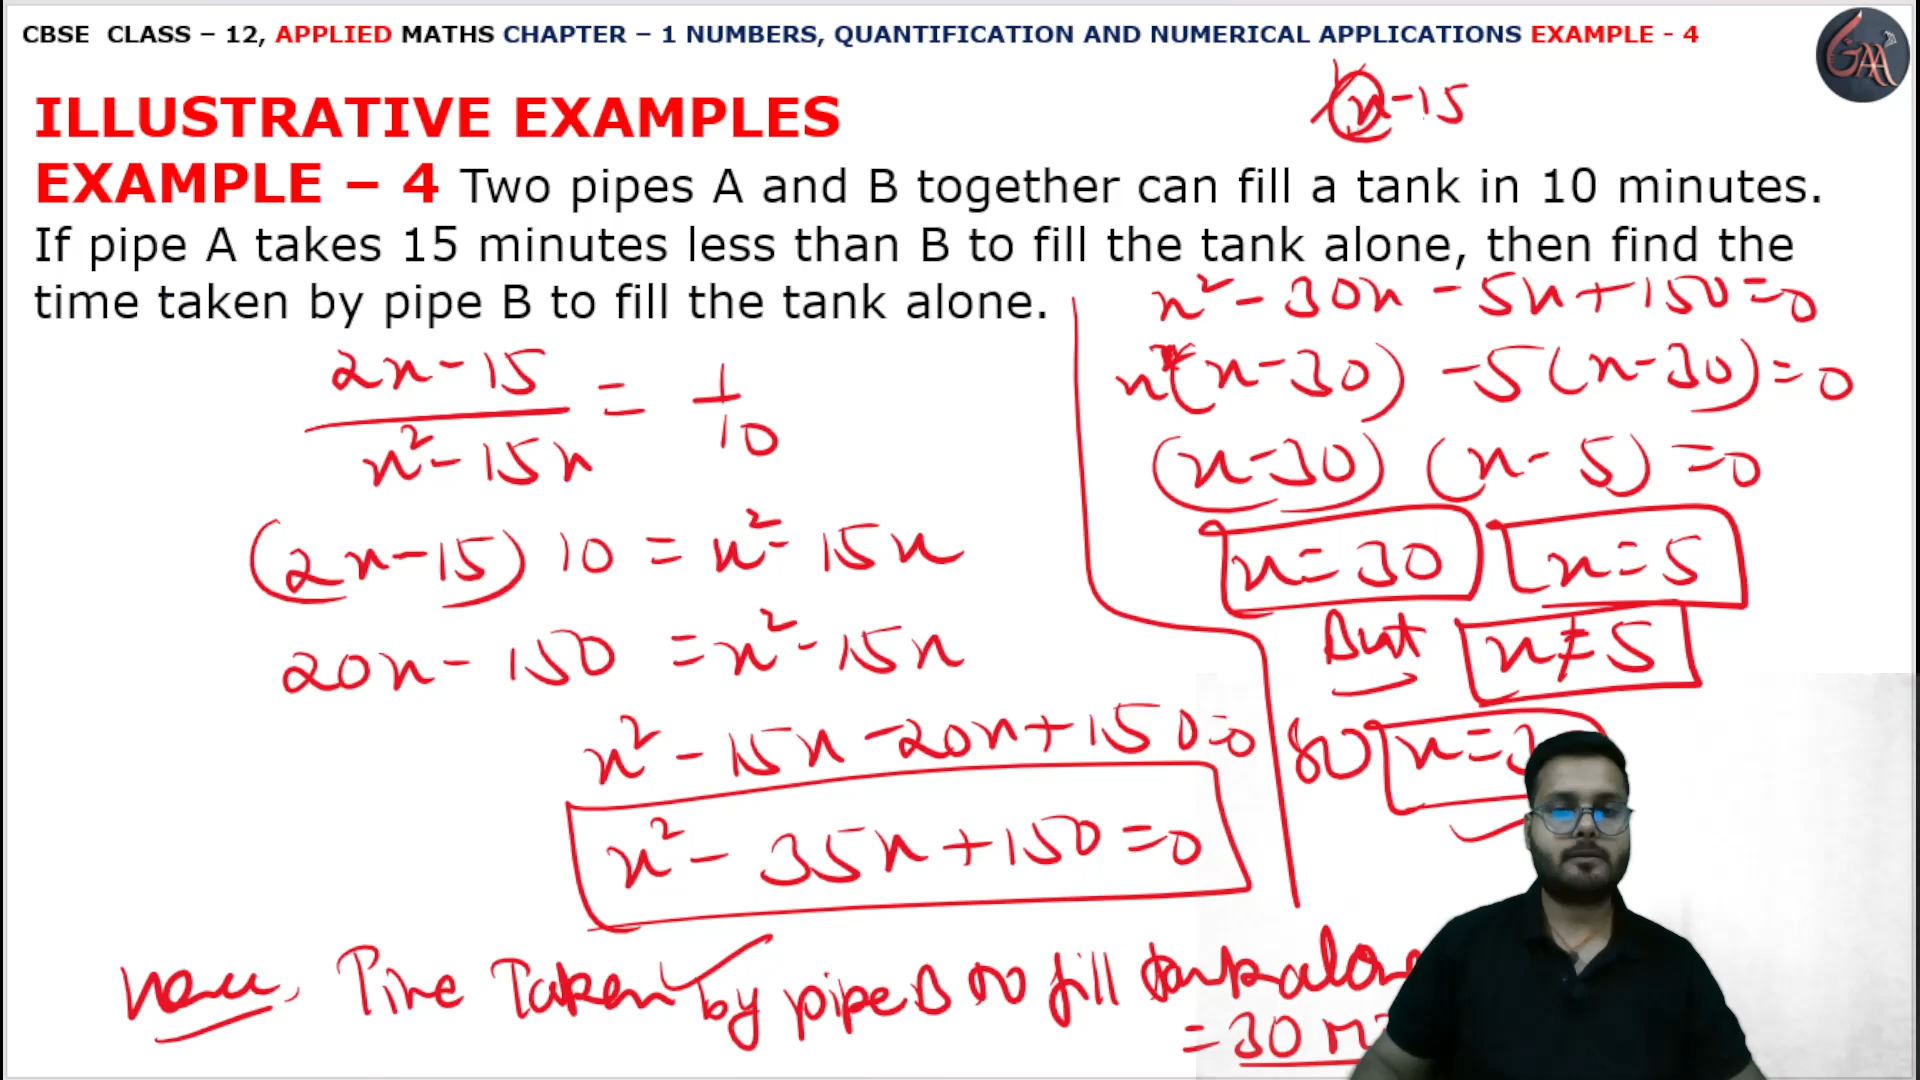 CBSE CLASS – 12, APPLIED MATHS CHAPTER – 1 NUMBERS, QUANTIFICATION AND NUMERICAL APPLICATIONS EXAMPLE - 4
GAA
x-15
ILLUSTRATIVE EXAMPLES
EXAMPLE – 4 Two pipes A and B together can fill a tank in 10 minutes.
If pipe A takes 15 minutes less than B to fill the tank alone, then find the
time taken by pipe B to fill the tank alone.
2x-15 / x²-15x = 1/10
(2x-15) 10 = x²-15x
20x-150 = x²-15x
x²-15x-20x+150=0
x²-35x+150=0
x²-30x-5x+150=0
x(x-30) -5(x-30)=0
(x-30) (x-5)=0
x=30 x=5
But x≠5
so x=3
Time Taken by pipe B to fill tank alone
=30